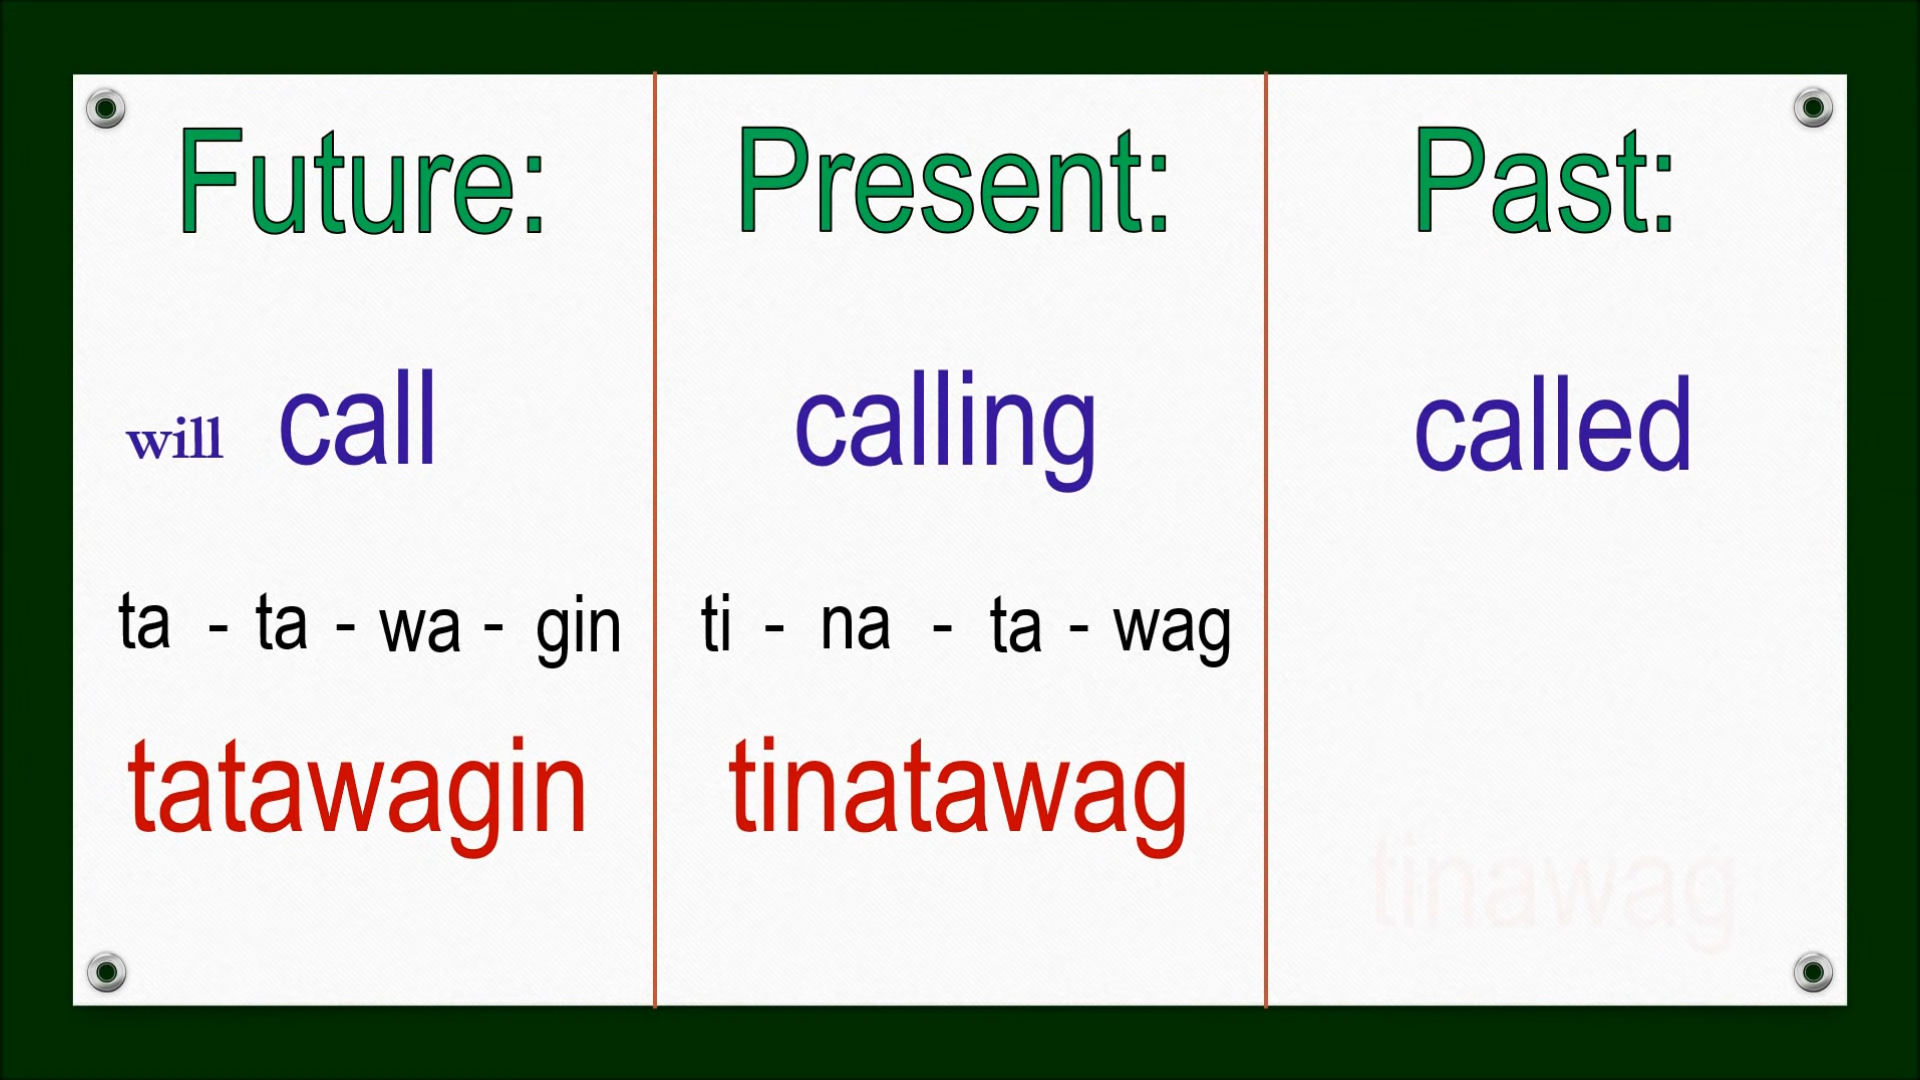 Future:
will call
ta - ta - wa - gin
tatawagin
Present:
calling
ti - na - ta - wag
tinatawag
Past:
called
tinawag